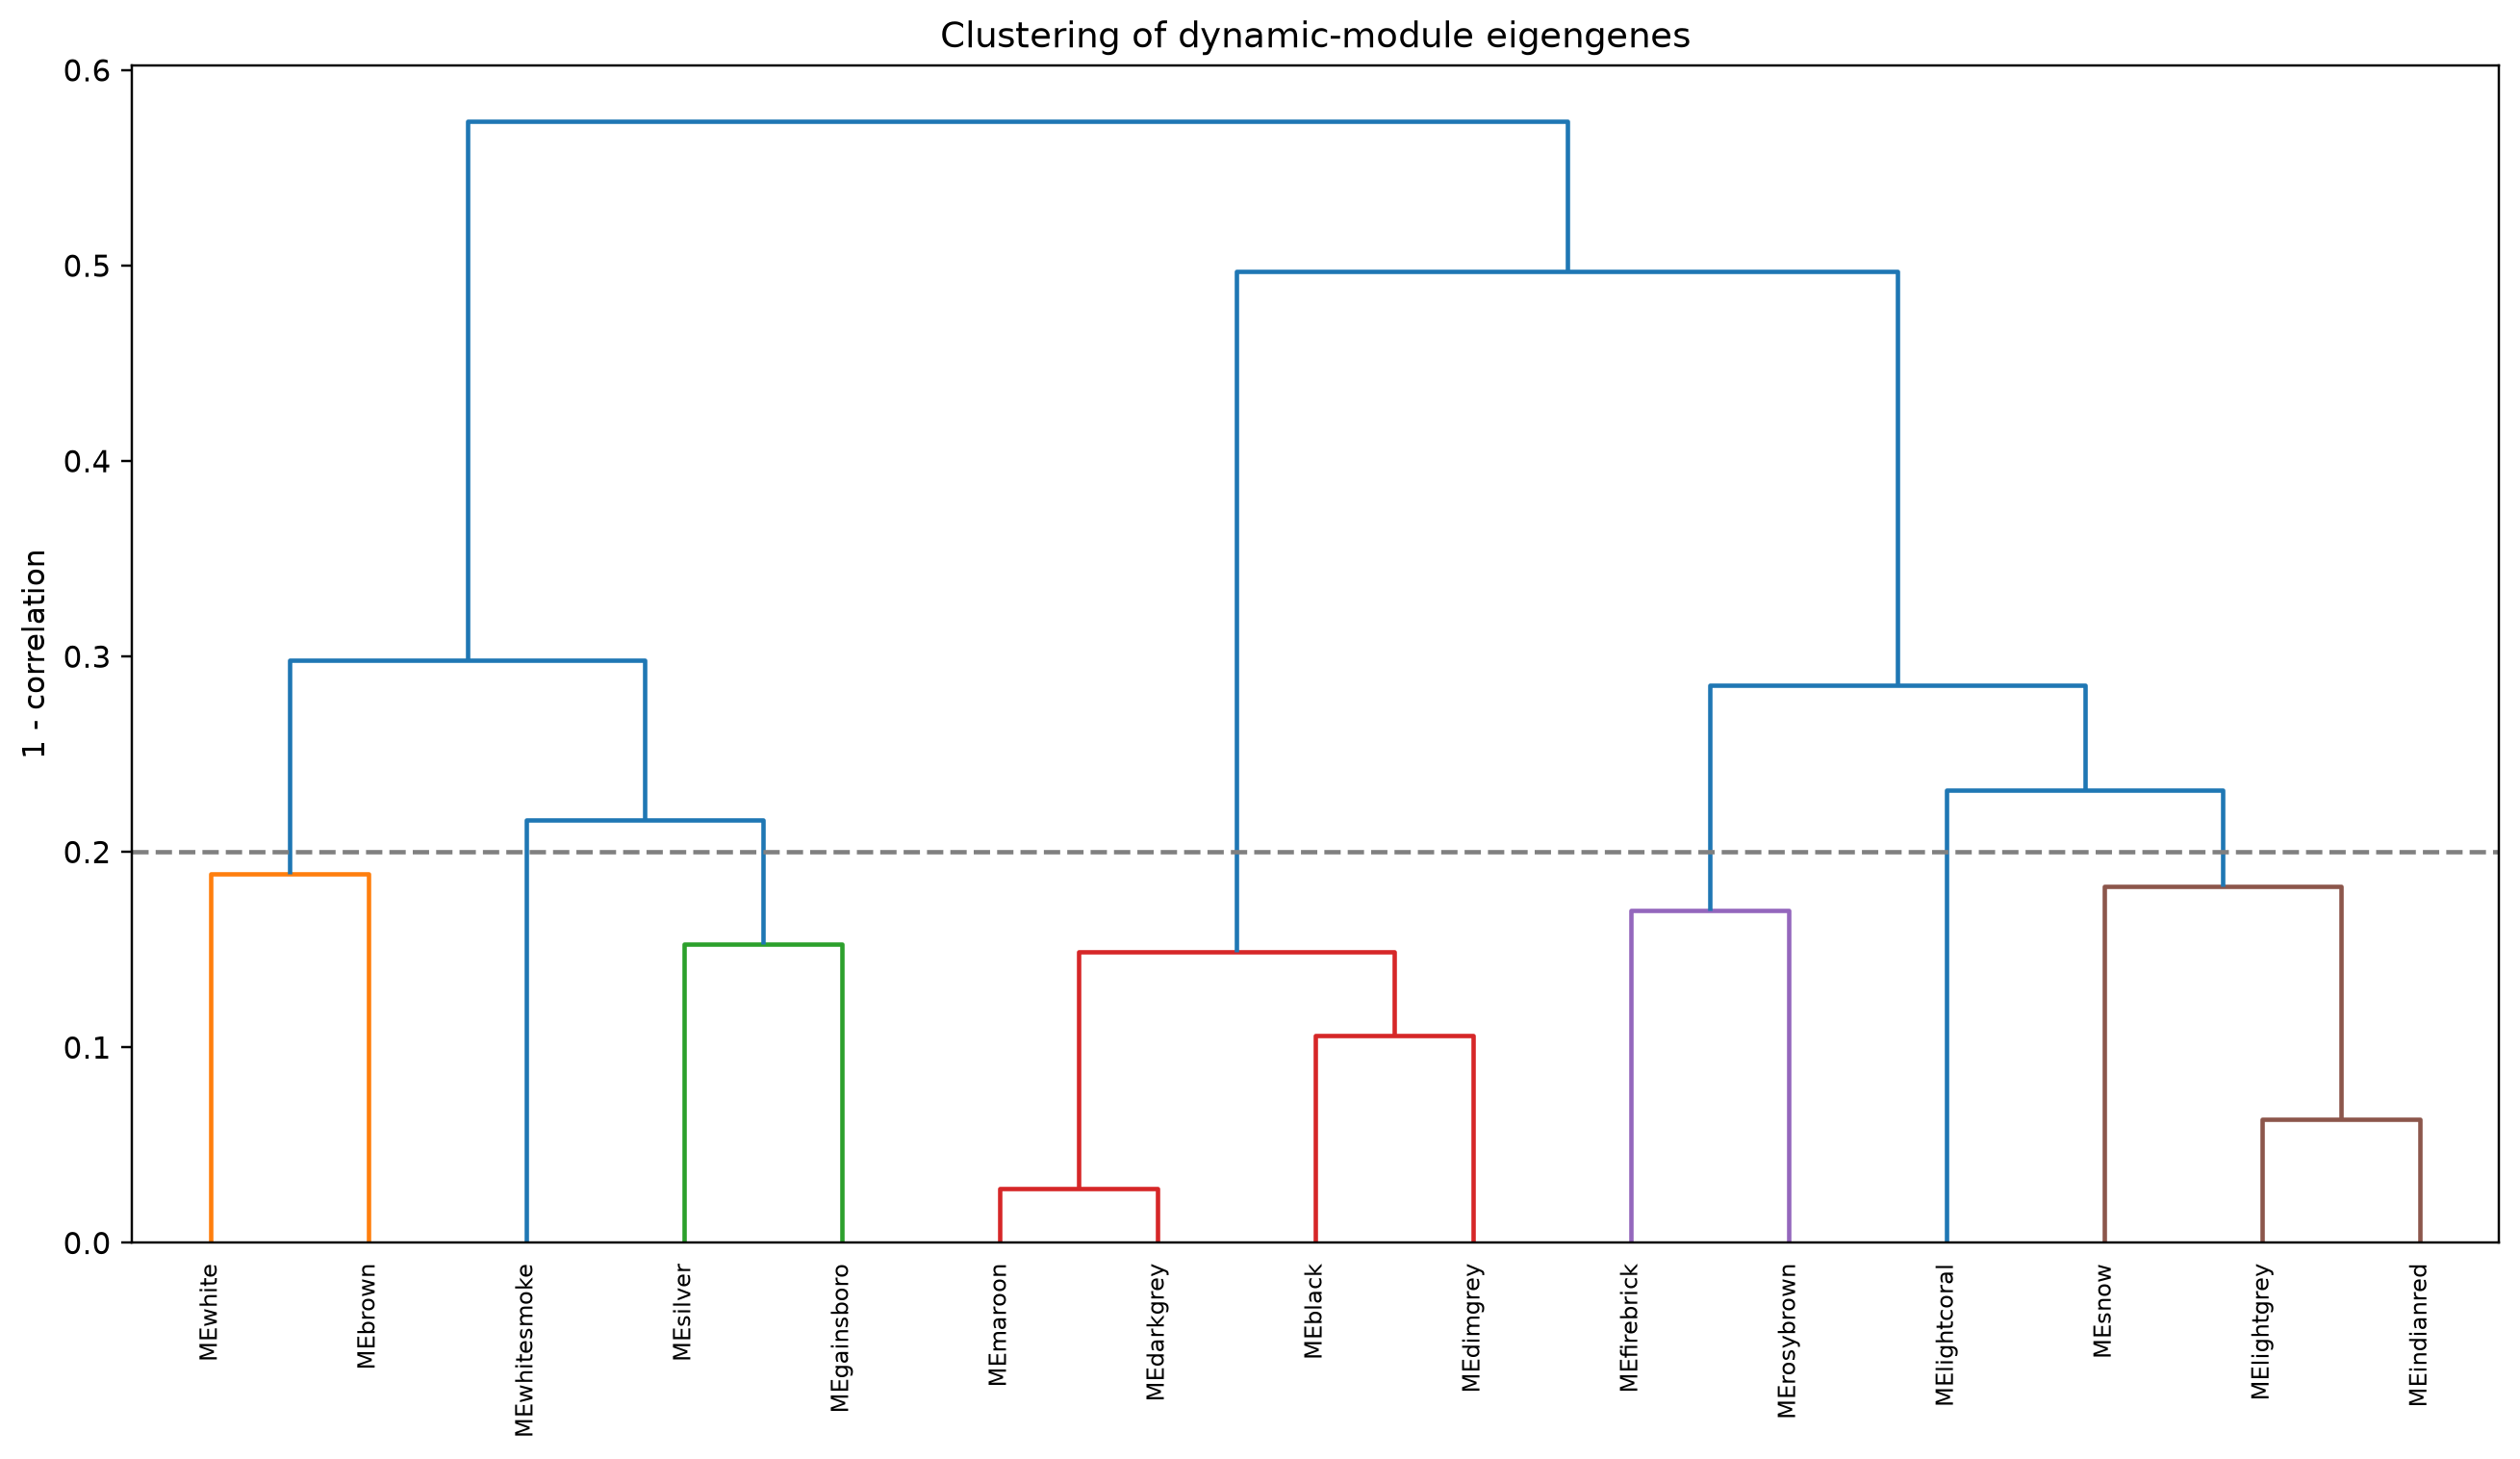 Clustering of dynamic-module eigengenes
1 - correlation
0.6
0.5
0.4
0.3
0.2
0.1
0.0
MEwhite
MEbrown
MEwhitesmoke
MEsilver
MEgainsboro
MEmaroon
MEdarkgrey
MEblack
MEdimgrey
MEfirebrick
MErosybrown
MElightcoral
MEsnow
MElightgrey
MEindianred